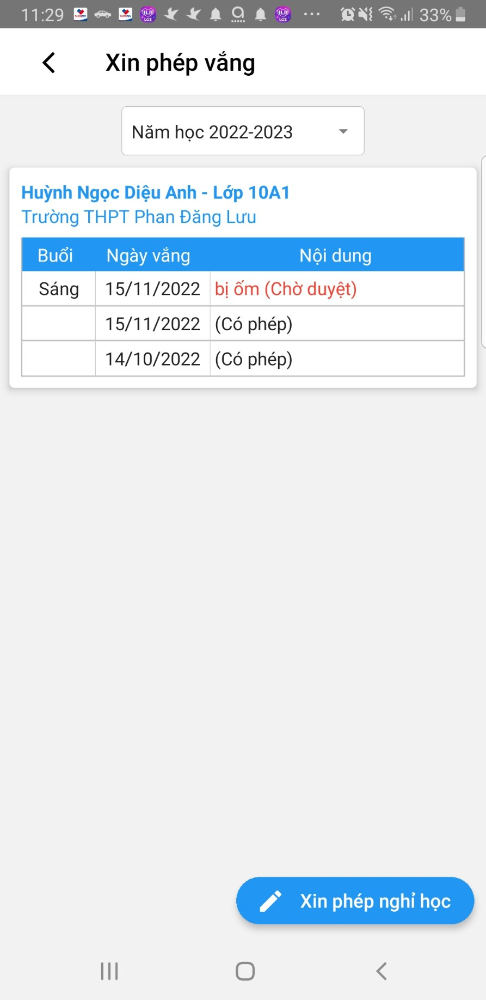 11:29 33%
Xin phép vắng
Năm học 2022-2023
Huỳnh Ngọc Diệu Anh - Lớp 10A1
Trường THPT Phan Đăng Lưu
Buổi Ngày vắng Nội dung
Sáng 15/11/2022 bị ốm (Chờ duyệt)
15/11/2022 (Có phép)
14/10/2022 (Có phép)
Xin phép nghỉ học